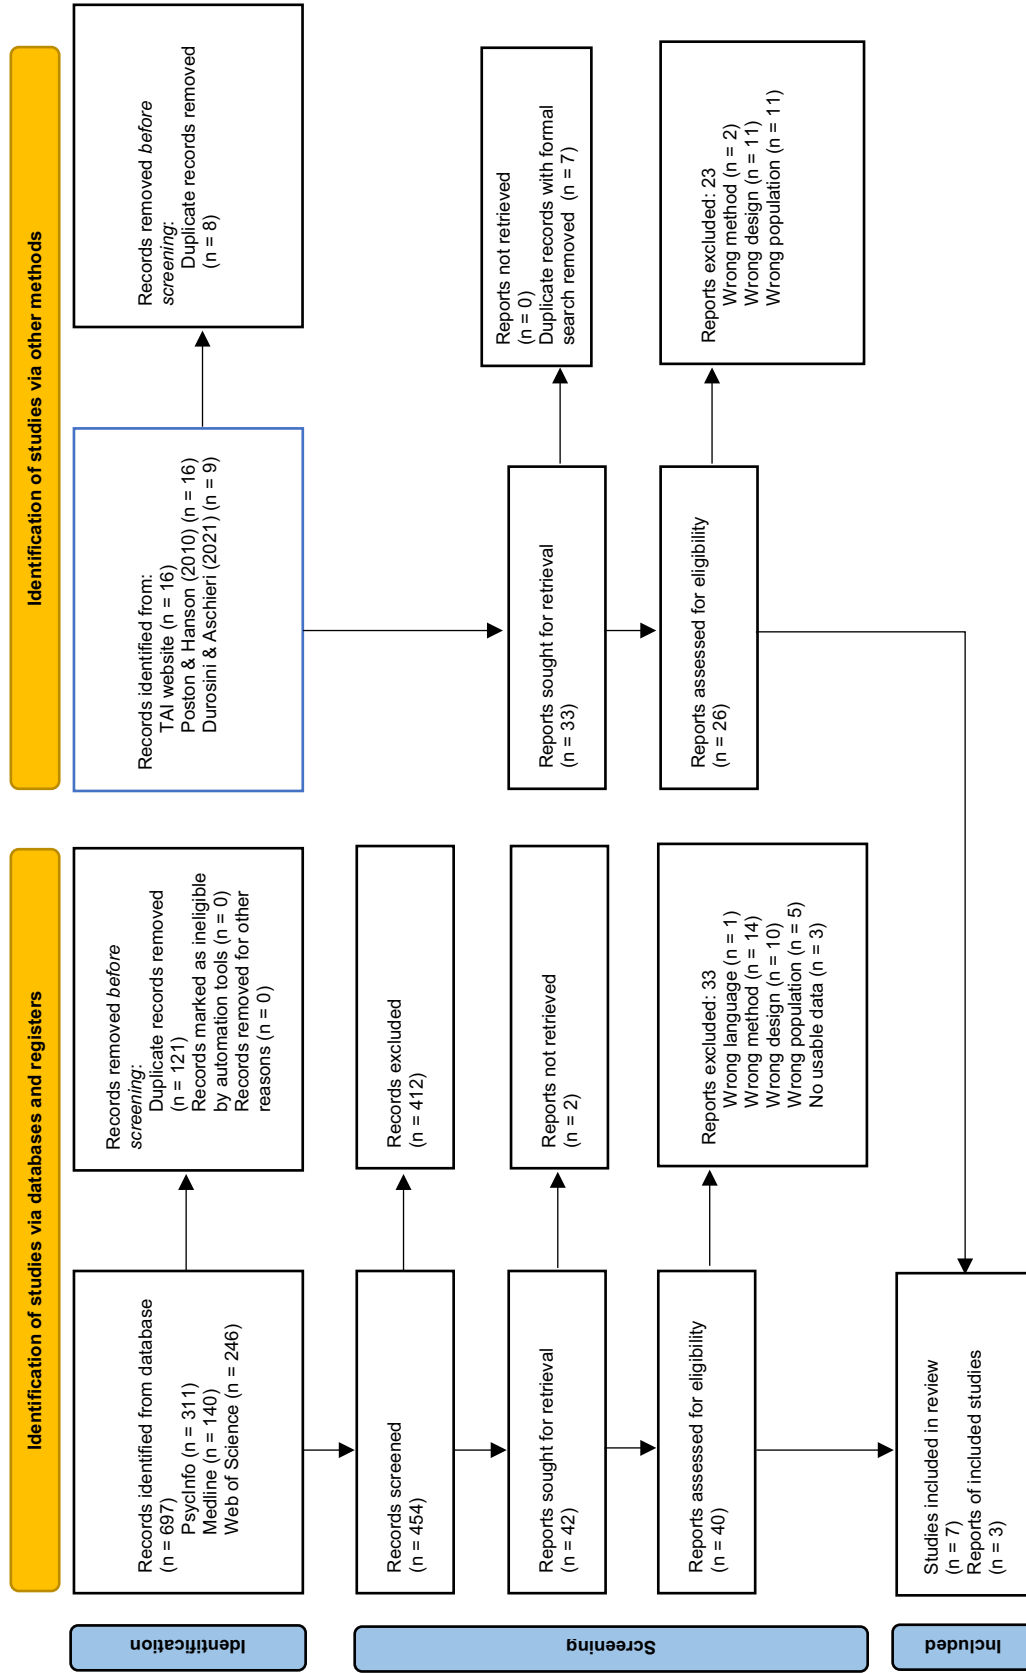 Identification of studies via databases and registers
Identification of studies via other methods
Identification
Records identified from database
(n = 697)
PsycInfo (n = 311)
Medline (n = 140)
Web of Science (n = 246)
Records removed before
screening:
Duplicate records removed
(n = 121)
Records marked as ineligible
by automation tools (n = 0)
Records removed for other
reasons (n = 0)
Records identified from:
TAI website (n = 16)
Poston & Hanson (2010) (n = 16)
Durosini & Aschieri (2021) (n = 9)
Records removed before
screening:
Duplicate records removed
(n = 8)
Screening
Records screened
(n = 454)
Records excluded
(n = 412)
Reports sought for retrieval
(n = 42)
Reports not retrieved
(n = 2)
Reports sought for retrieval
(n = 33)
Reports not retrieved
(n = 0)
Duplicate records with formal
search removed (n = 7)
Reports assessed for eligibility
(n = 40)
Reports excluded: 33
Wrong language (n = 1)
Wrong method (n = 14)
Wrong design (n = 10)
Wrong population (n = 5)
No usable data (n = 3)
Reports assessed for eligibility
(n = 26)
Reports excluded: 23
Wrong method (n = 2)
Wrong design (n = 11)
Wrong population (n = 11)
Included
Studies included in review
(n = 7)
Reports of included studies
(n = 3)